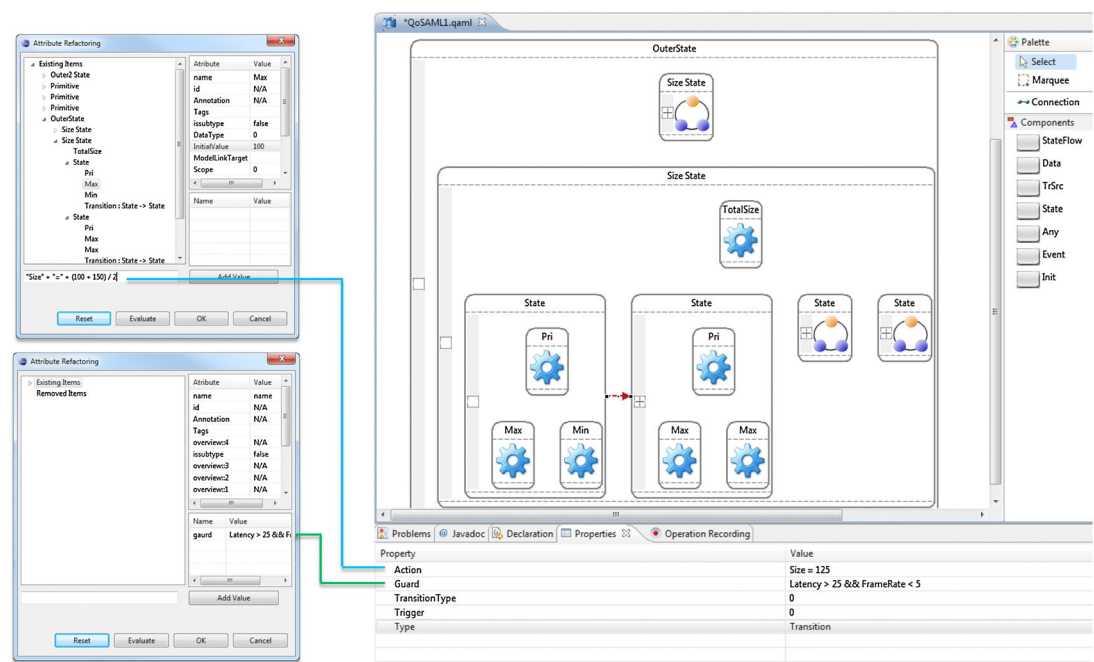 Attribute Refactoring
Existing Items
Outer2 State
Primitive
Primitive
Primitive
OuterState
Size State
Size State
TotalSize
State
Pri
Max
Min
Transition : State -> State
State
Pri
Max
Max
Transition : State -> State
"Size" + "=" + (100 + 150) / 2
Attribute Value
name Max
id N/A
Annotation N/A
Tags
issubtype false
DataType 0
InitialValue 100
ModelLinkTarget
Scope 0
Name Value
Add Value
Reset Evaluate OK Cancel
Attribute Refactoring
Existing Items
Removed Items
Attribute Value
name name
id N/A
Annotation N/A
Tags
overview::4 N/A
issubtype false
overview::3 N/A
overview::2 N/A
overview::1 N/A
Name Value
gaurd Latency > 25 && Fr
Add Value
Reset Evaluate OK Cancel
*QoSAML1.qaml
OuterState
Size State
Size State
TotalSize
State State State State
Pri Pri
Max Min Max Max
Palette
Select
Marquee
Connection
Components
StateFlow
Data
TrSrc
State
Any
Event
Init
Problems @ Javadoc Declaration Properties Operation Recording
Property Value
Action Size = 125
Guard Latency > 25 && FrameRate < 5
TransitionType 0
Trigger 0
Type Transition